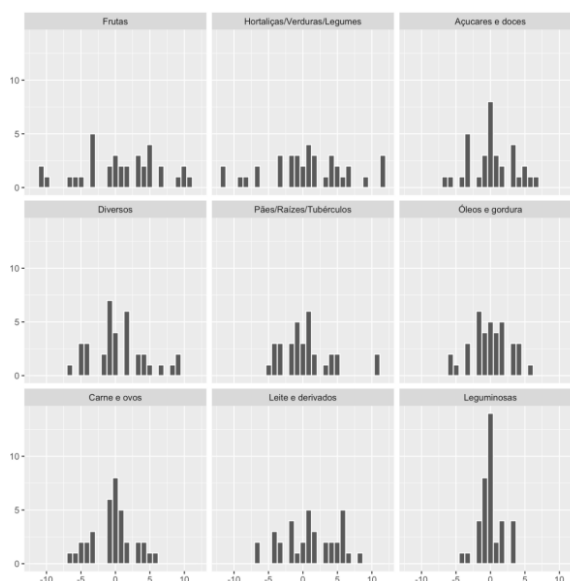 Frutas Hortaliças/Verduras/Legumes Açucares e doces
10
5
0
Diversos Pães/Raízes/Tubérculos Óleos e gordura
10
5
0
Carne e ovos Leite e derivados Leguminosas
10
5
0
-10 -5 0 5 10 -10 -5 0 5 10 -10 -5 0 5 10